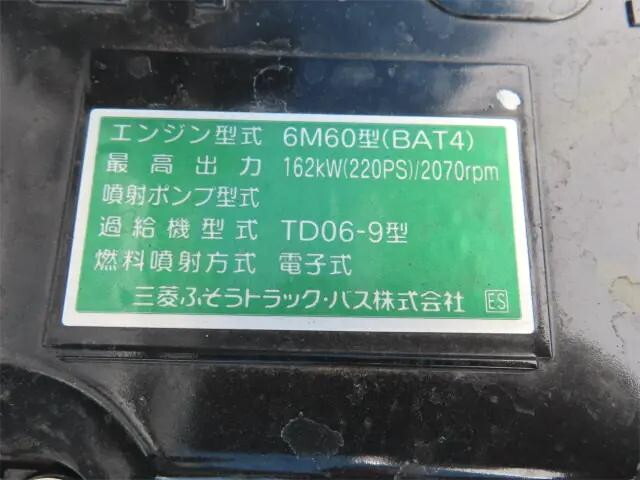 エンジン型式 6M60型(BAT4)
最高出力 162kW(220PS)/2070rpm
噴射ポンプ型式
過給機型式 TD06-9型
燃料噴射方式 電子式
三菱ふそうトラック・バス株式会社 ES